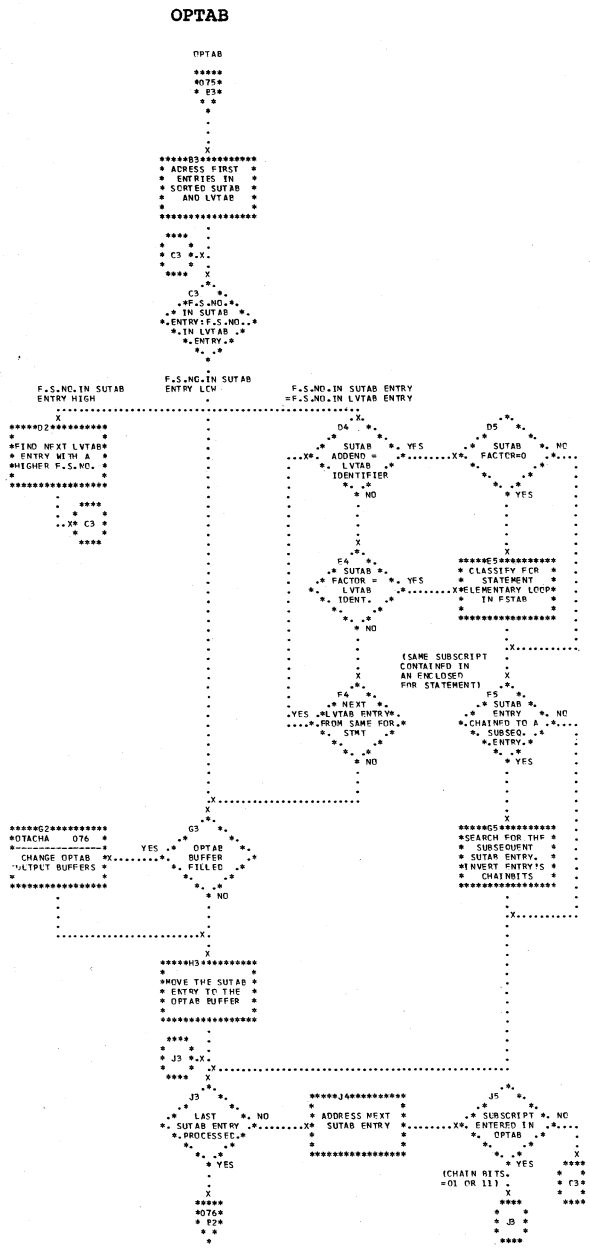 OPTAB
OPTAB
*075*
* B3*
*****B3**********
* ADRESS FIRST *
* ENTRIES IN *
* SORTED SUTAB *
* AND LVTAB *
* C3 *
C3
F.S.NO.
IN SUTAB
ENTRY:F.S.NO.
IN LVTAB
ENTRY.
F.S.NO.IN SUTAB
ENTRY HIGH
F.S.NO.IN SUTAB
ENTRY LOW
F.S.NO.IN SUTAB ENTRY
=F.S.NO.IN LVTAB ENTRY
*****D2**********
*FIND NEXT LVTAB*
* ENTRY WITH A *
*HIGHER F.S.NO. *
* C3 *
D4
SUTAB
ADDEND =
LVTAB
IDENTIFIER
YES
* NO
D5
SUTAB
FACTOR=0
NO
* YES
E4
SUTAB
FACTOR =
LVTAB
IDENT.
YES
* NO
*****E5**********
* CLASSIFY FOR *
* STATEMENT *
*ELEMENTARY LOOP*
* IN FSTAB *
(SAME SUBSCRIPT
CONTAINED IN
AN ENCLOSED
FOR STATEMENT)
F4
NEXT
LVTAB ENTRY
FROM SAME FOR
STMT
YES
* NO
F5
SUTAB
ENTRY
CHAINED TO A
SUBSEQ.
ENTRY.
NO
* YES
*****G2**********
*OTACHA 076 *
*---------------*
CHANGE OPTAB
OUTPUT BUFFERS *
G3
OPTAB
BUFFER
FILLED
YES
* NO
*****G5**********
*SEARCH FOR THE *
* SUBSEQUENT *
* SUTAB ENTRY. *
*INVERT ENTRY'S *
* CHAINBITS *
*****H3**********
*MOVE THE SUTAB *
* ENTRY TO THE *
* OPTAB BUFFER *
* J3 *
J3
LAST
SUTAB ENTRY
PROCESSED
NO
* YES
*****J4**********
* ADDRESS NEXT *
* SUTAB ENTRY *
J5
SUBSCRIPT
ENTERED IN
OPTAB
NO
* YES
(CHAIN BITS.
=01 OR 11)
* C3*
* J3 *
*076*
* B2*